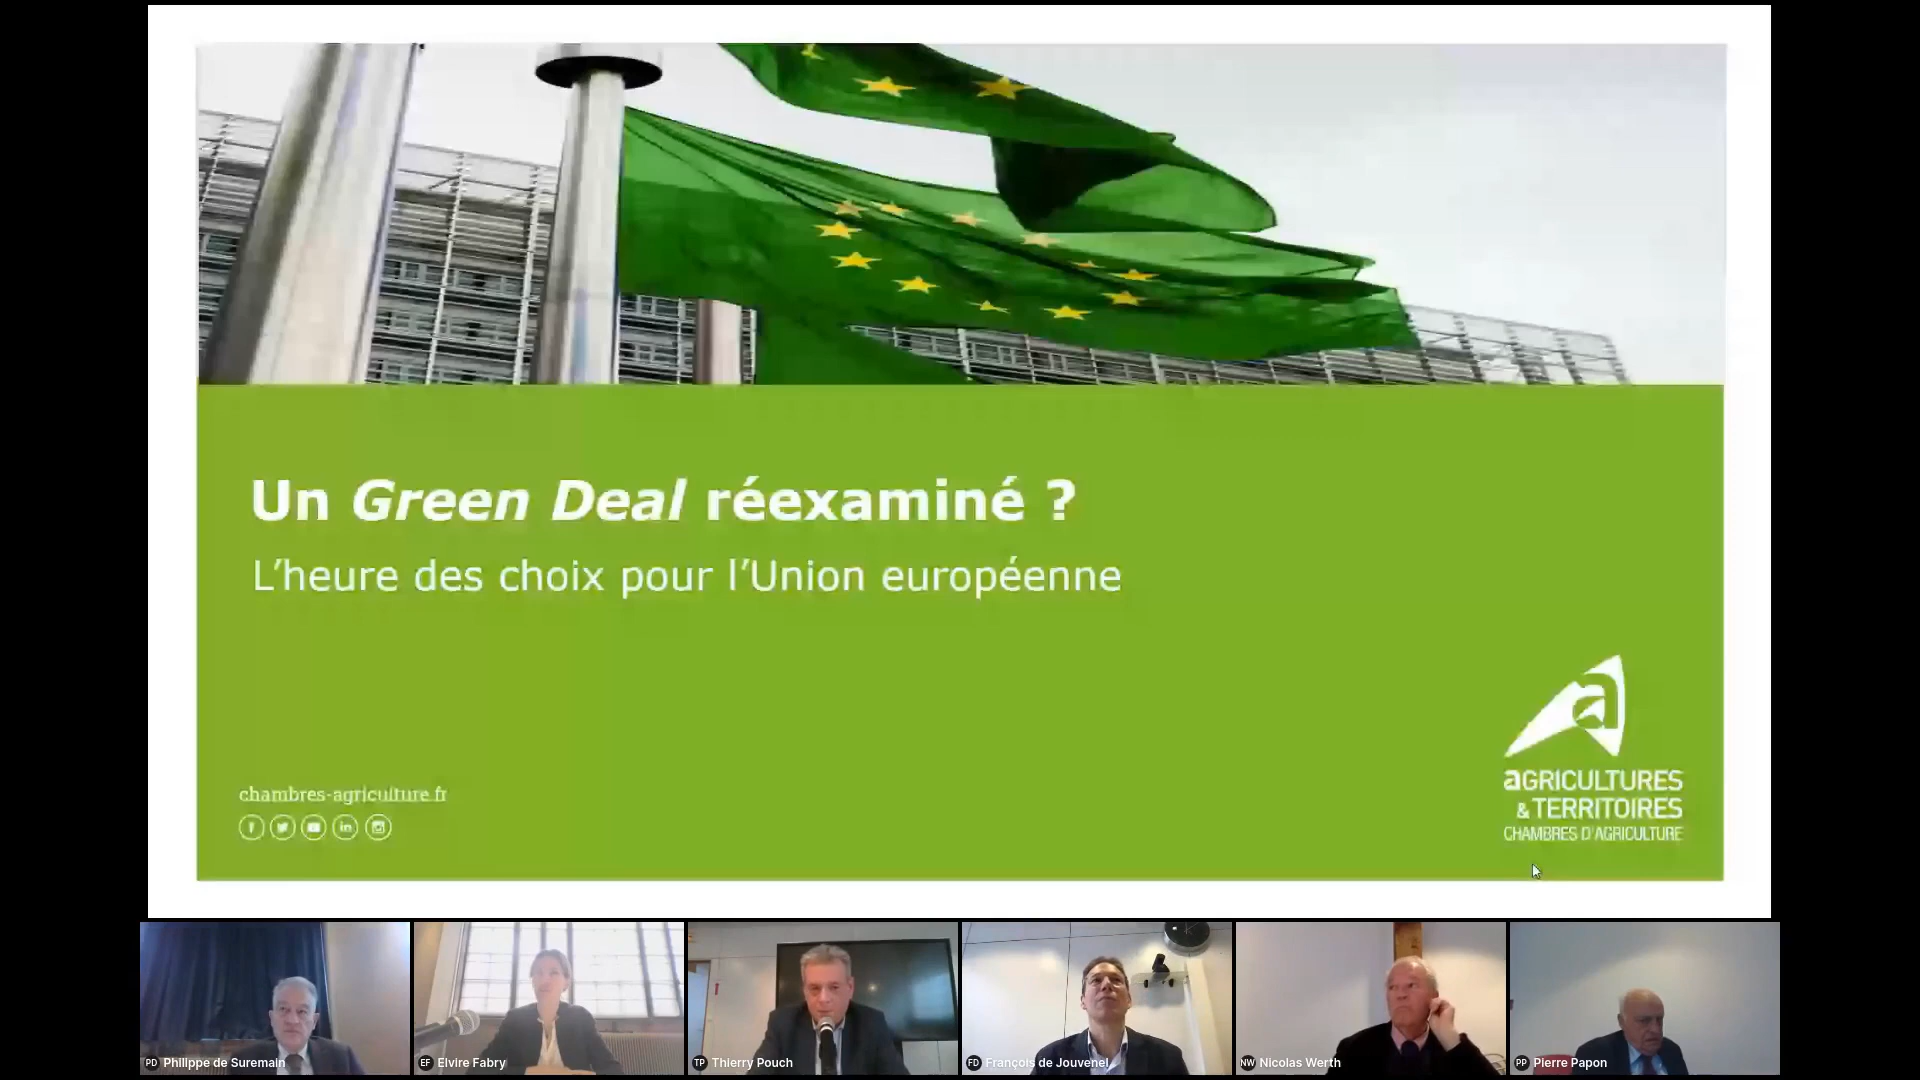 Un Green Deal réexaminé ?
L’heure des choix pour l’Union européenne
chambres-agriculture.fr
a
aGRICULTURES
& TERRITOIRES
CHAMBRES D'AGRICULTURE
PD Philippe de Suremain
EF Elvire Fabry
TP Thierry Pouch
FD François de Jouvenel
NW Nicolas Werth
PP Pierre Papon